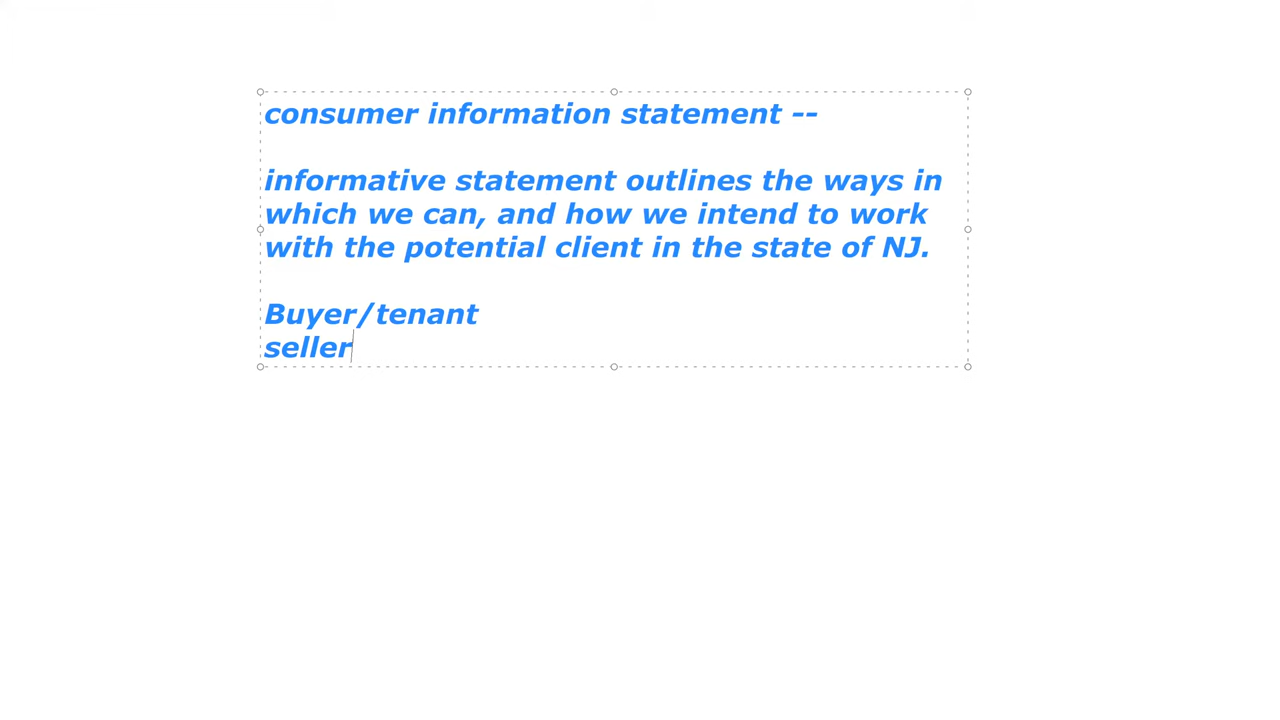 consumer information statement --
informative statement outlines the ways in
which we can, and how we intend to work
with the potential client in the state of NJ.
Buyer/tenant
seller